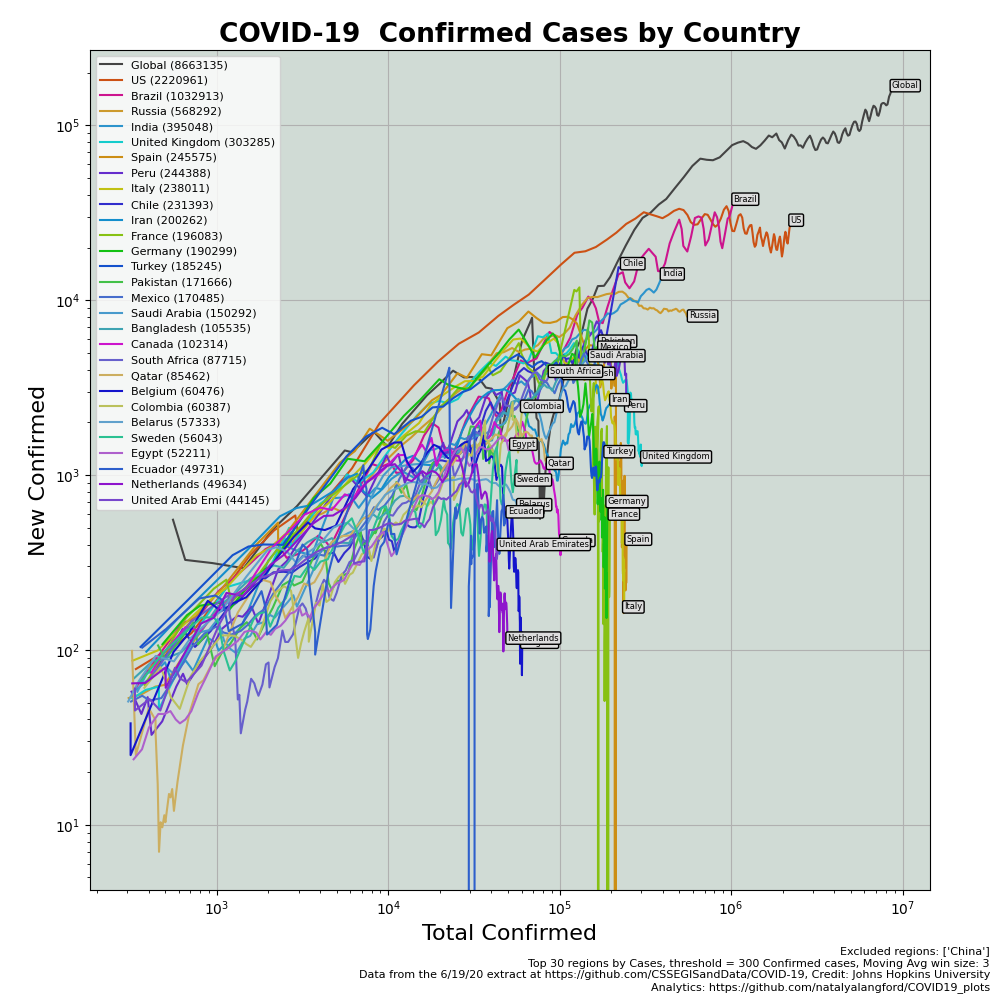 COVID-19  Confirmed Cases by Country
Global (8663135)
US (2220961)
Brazil (1032913)
Russia (568292)
India (395048)
United Kingdom (303285)
Spain (245575)
Peru (244388)
Italy (238011)
Chile (231393)
Iran (200262)
France (196083)
Germany (190299)
Turkey (185245)
Pakistan (171666)
Mexico (170485)
Saudi Arabia (150292)
Bangladesh (105535)
Canada (102314)
South Africa (87715)
Qatar (85462)
Belgium (60476)
Colombia (60387)
Belarus (57333)
Sweden (56043)
Egypt (52211)
Ecuador (49731)
Netherlands (49634)
United Arab Emi (44145)
Global
Brazil
US
Chile
India
Russia
Pakistan
Mexico
Saudi Arabia
South Africa
Iran
Peru
Colombia
Egypt
Turkey
United Kingdom
Qatar
Sweden
Belarus
Ecuador
Germany
France
Spain
United Arab Emirates
Italy
Netherlands
New Confirmed
10^5
10^4
10^3
10^2
10^1
10^3
10^4
10^5
10^6
10^7
Total Confirmed
Excluded regions: ['China']
Top 30 regions by Cases, threshold = 300 Confirmed cases, Moving Avg win size: 3
Data from the 6/19/20 extract at https://github.com/CSSEGISandData/COVID-19, Credit: Johns Hopkins University
Analytics: https://github.com/natalyalangford/COVID19_plots